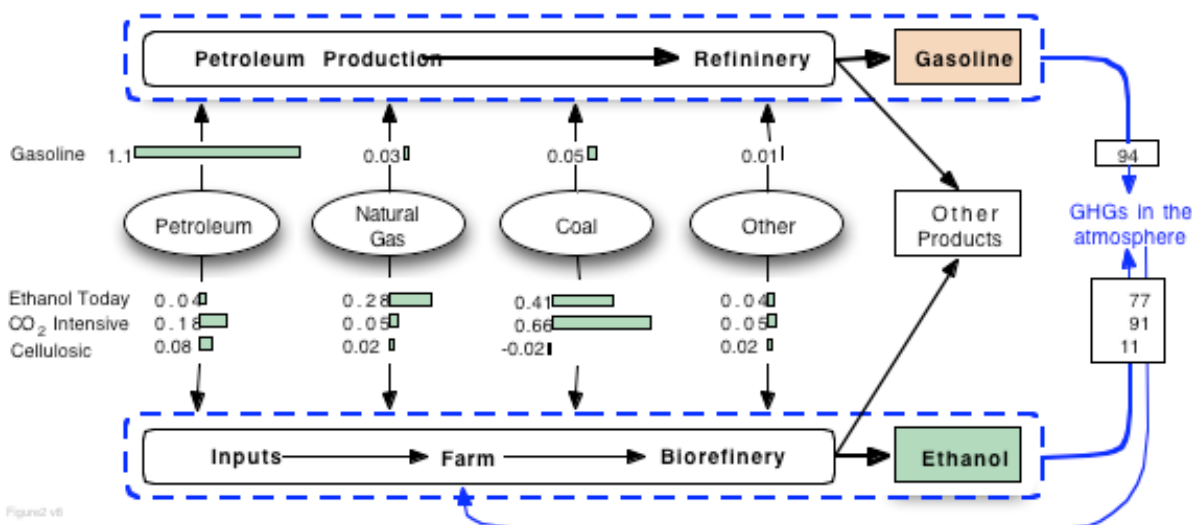 Petroleum Production Refininery Gasoline
Gasoline 1.1 0.03 0.05 0.01
94
Petroleum
Natural
Gas
Coal
Other
Other
Products
GHGs in the
atmosphere
Ethanol Today 0.04 0.28 0.41 0.04
CO2 Intensive 0.18 0.05 0.66 0.05
Cellulosic 0.08 0.02 -0.02 0.02
77
91
11
Inputs Farm Biorefinery Ethanol
Figure2 v6